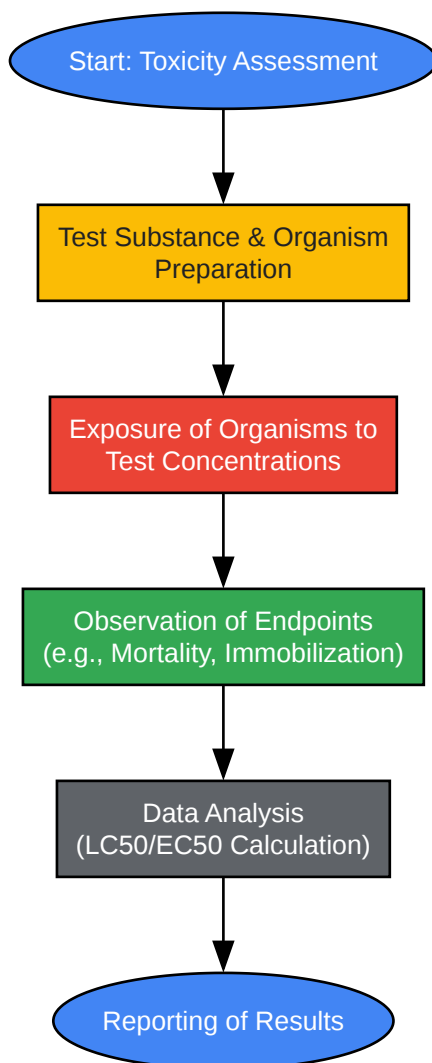 Start: Toxicity Assessment
Test Substance & Organism
Preparation
Exposure of Organisms to
Test Concentrations
Observation of Endpoints
(e.g., Mortality, Immobilization)
Data Analysis
(LC50/EC50 Calculation)
Reporting of Results